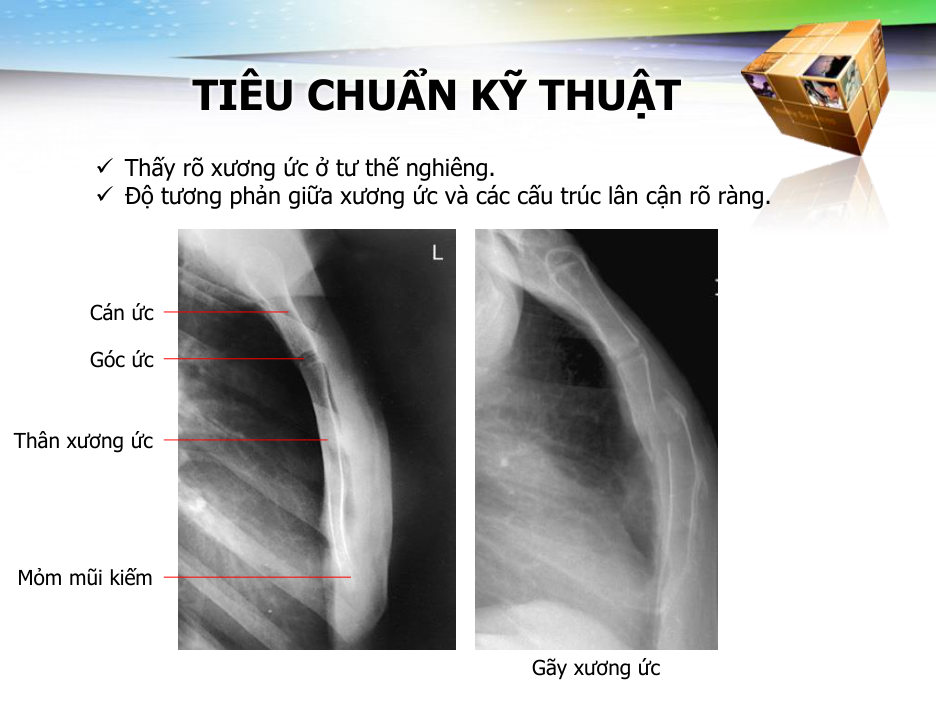 TIÊU CHUẨN KỸ THUẬT
✓ Thấy rõ xương ức ở tư thế nghiêng.
✓ Độ tương phản giữa xương ức và các cấu trúc lân cận rõ ràng.
L
Cán ức
Góc ức
Thân xương ức
Mỏm mũi kiếm
Gãy xương ức